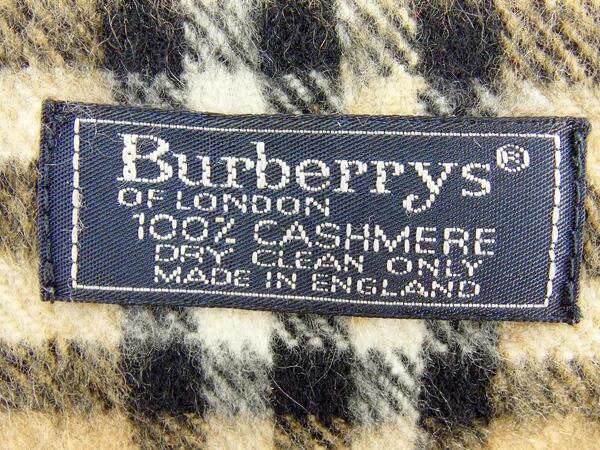 Burberrys®
OF LONDON
100% CASHMERE
DRY CLEAN ONLY
MADE IN ENGLAND